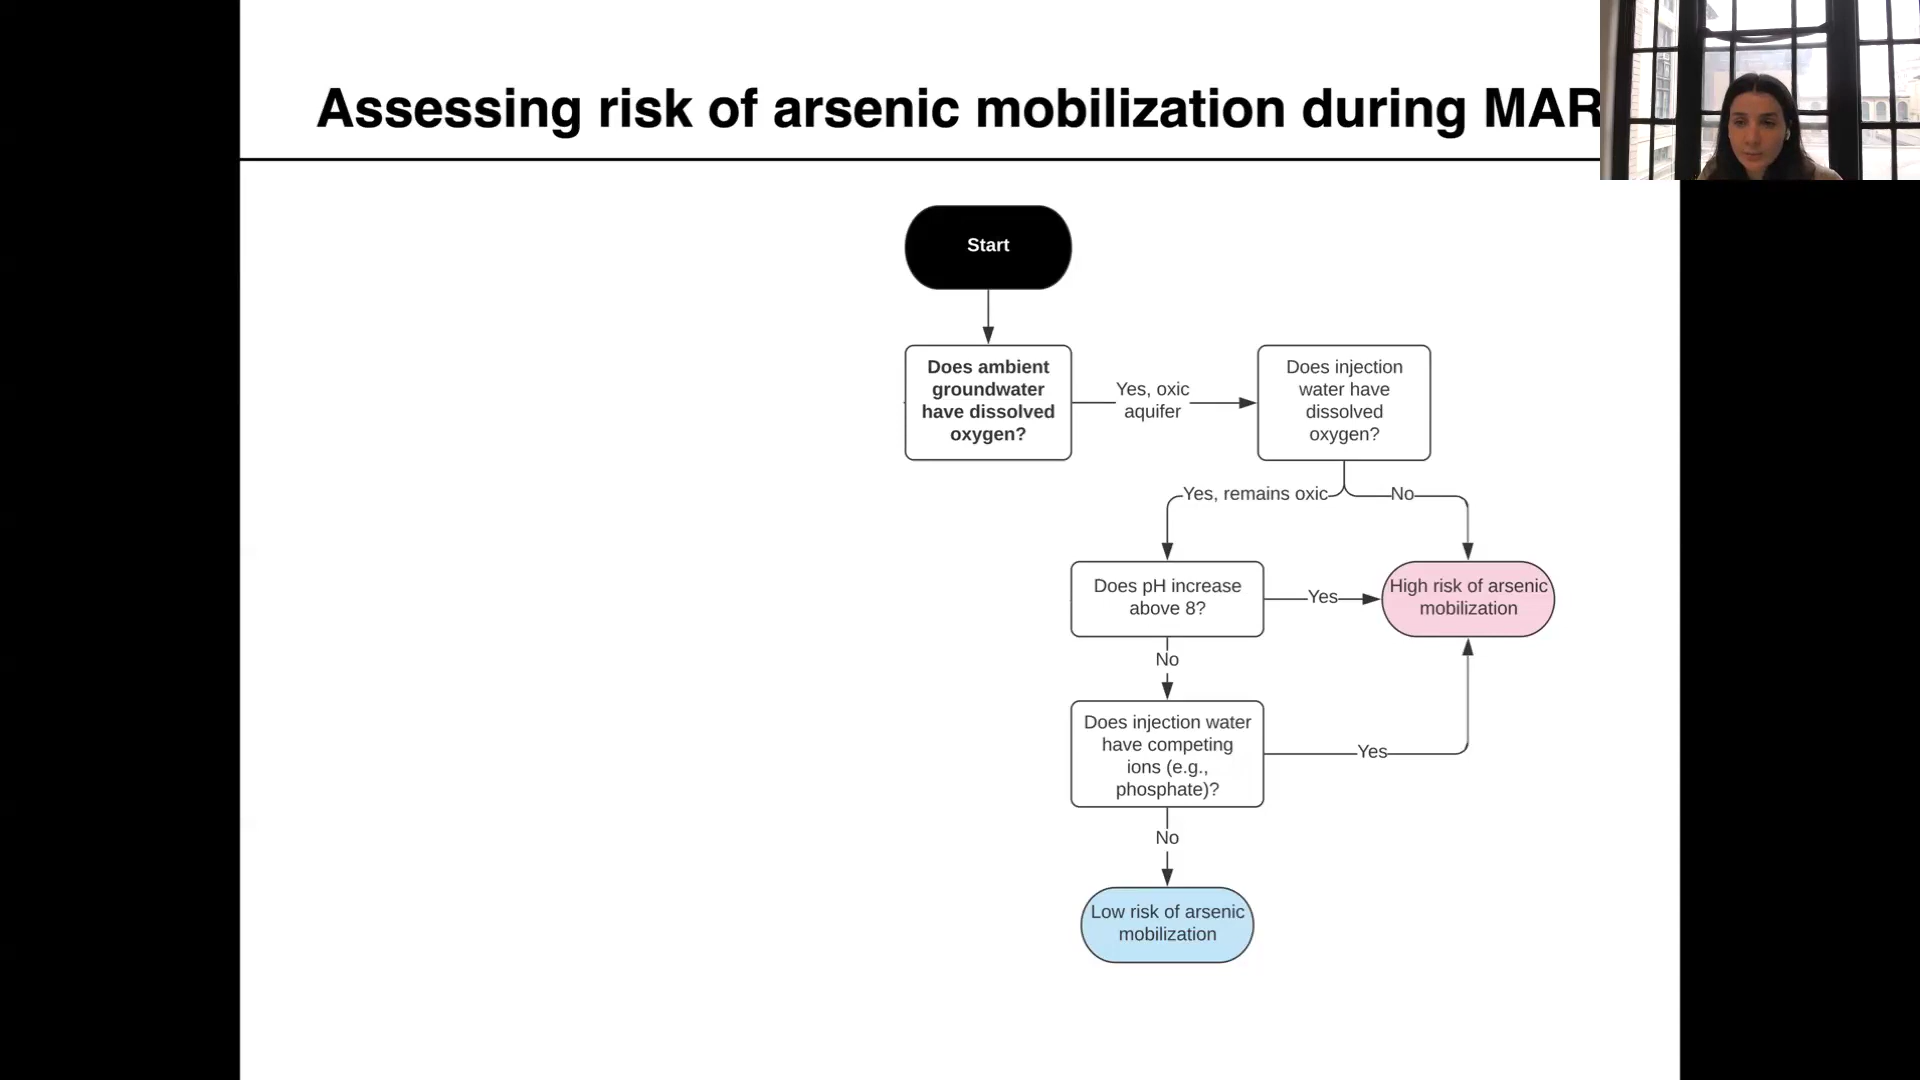 Assessing risk of arsenic mobilization during MAR
Start
Does ambient
groundwater
have dissolved
oxygen?
Yes, oxic
aquifer
Does injection
water have
dissolved
oxygen?
Yes, remains oxic
No
Does pH increase
above 8?
Yes
High risk of arsenic
mobilization
No
Does injection water
have competing
ions (e.g.,
phosphate)?
Yes
No
Low risk of arsenic
mobilization